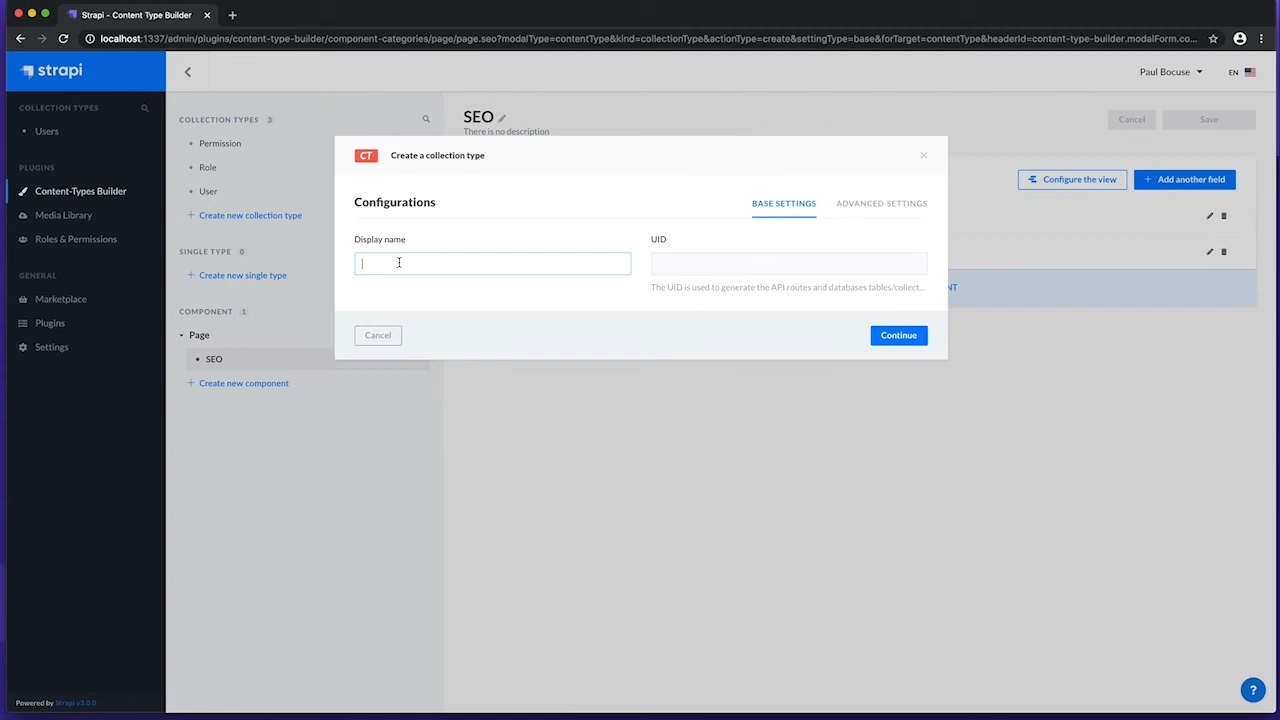 Strapi - Content Type Builder
localhost:1337/admin/plugins/content-type-builder/component-categories/page/page.seo?modalType=contentType&kind=collectionType&actionType=create&settingType=base&forTarget=contentType&headerId=content-type-builder.modalForm.co...
strapi
Paul Bocuse
EN
COLLECTION TYPES
Users
PLUGINS
Content-Types Builder
Media Library
Roles & Permissions
GENERAL
Marketplace
Plugins
Settings
Powered by Strapi v3.0.0
COLLECTION TYPES 3
Permission
Role
User
+ Create new collection type
SINGLE TYPE 0
+ Create new single type
COMPONENT 1
Page
SEO
+ Create new component
SEO
There is no description
Cancel
Save
Configure the view
+ Add another field
NT
CT
Create a collection type
Configurations
BASE SETTINGS
ADVANCED SETTINGS
Display name
UID
The UID is used to generate the API routes and databases tables/collect...
Cancel
Continue
?